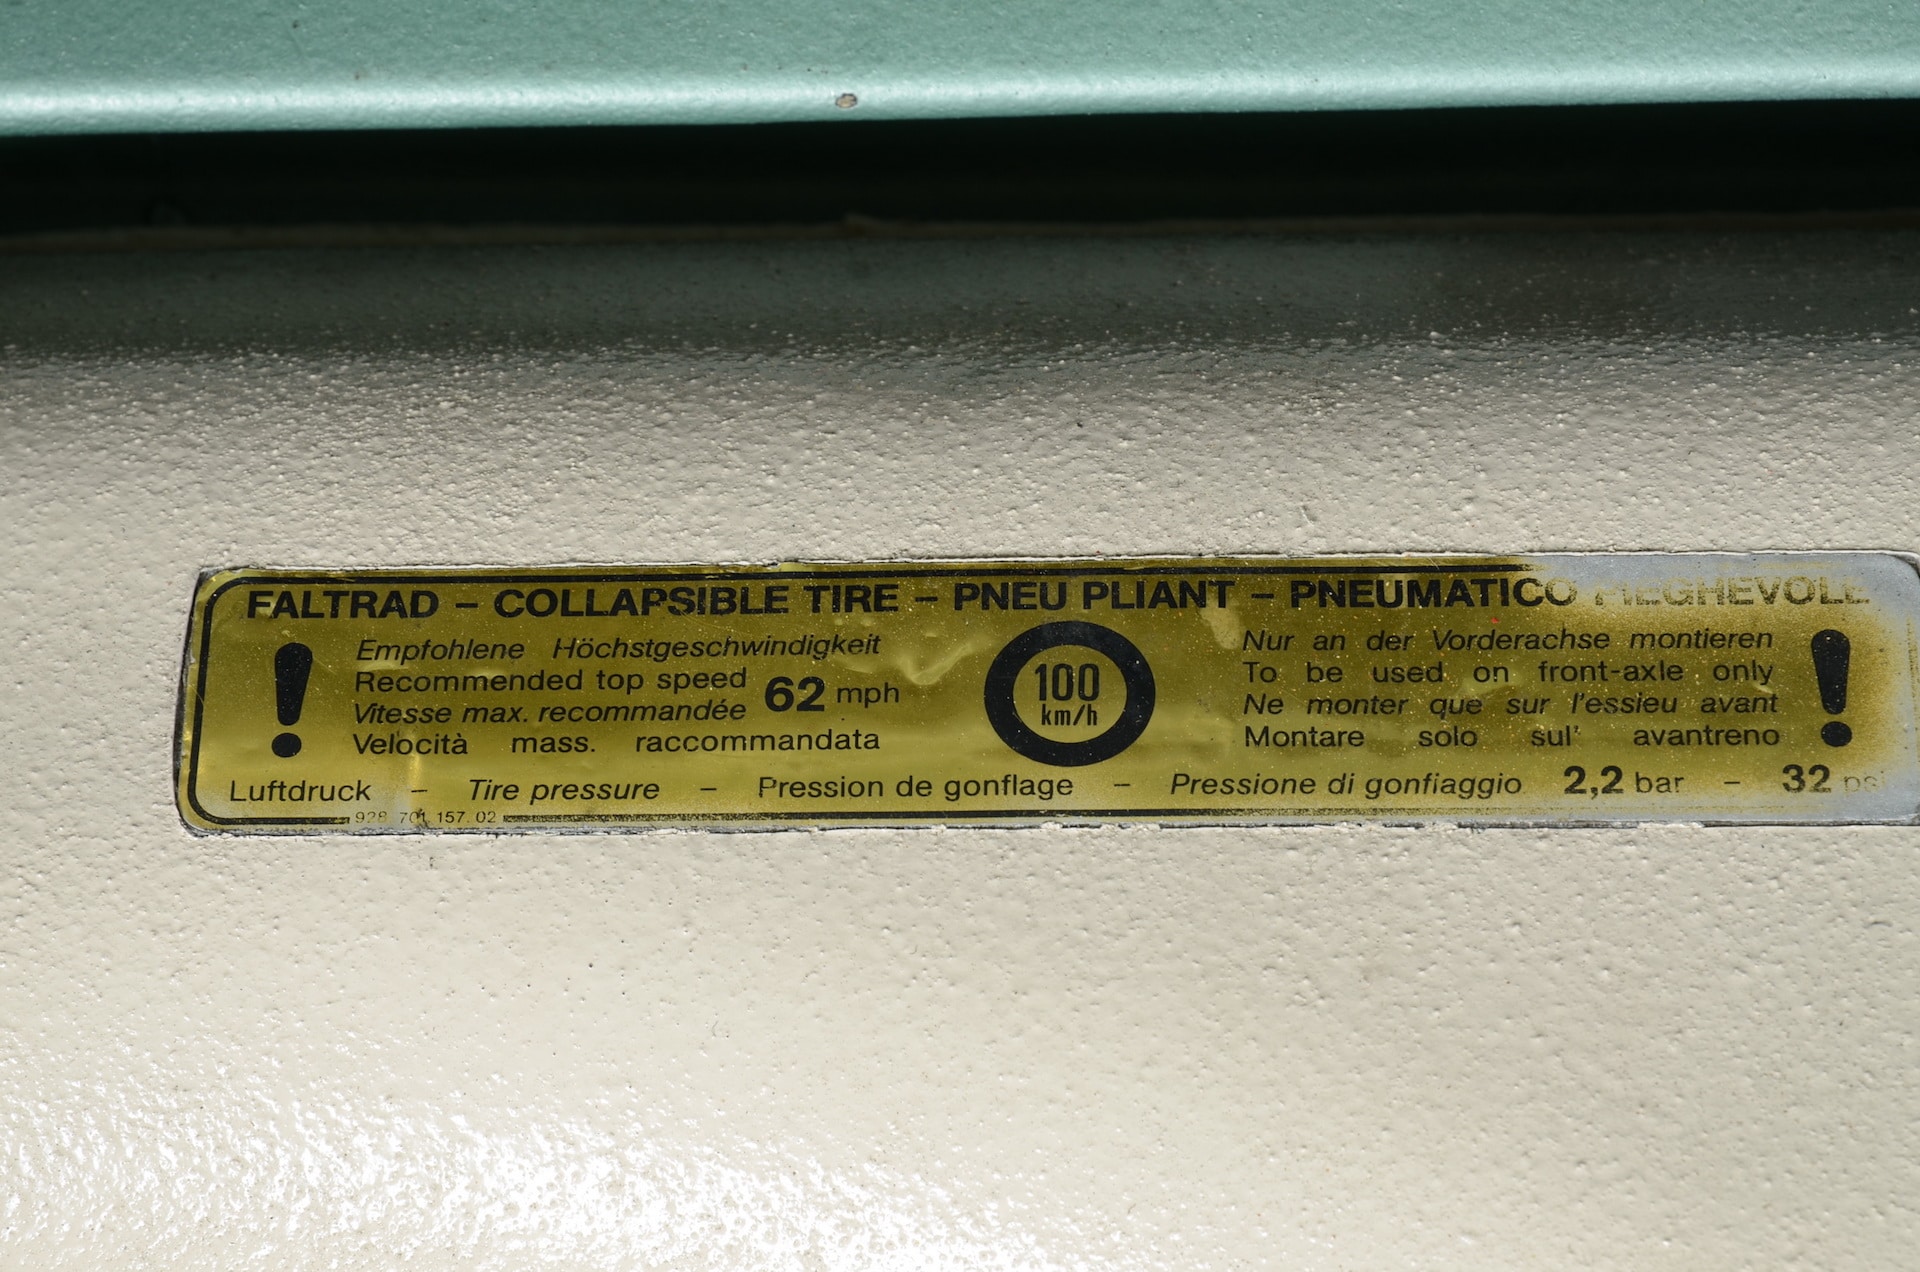 FALTRAD – COLLAPSIBLE TIRE – PNEU PLIANT – PNEUMATICO PIEGHEVOLE
Empfohlene Höchstgeschwindigkeit
Recommended top speed 62 mph
Vitesse max. recommandée
Velocità mass. raccommandata
100
km/h
Nur an der Vorderachse montieren
To be used on front-axle only
Ne monter que sur l'essieu avant
Montare solo sul' avantreno
Luftdruck – Tire pressure – Pression de gonflage – Pressione di gonfiaggio 2,2 bar – 32 psi
928 701 157 02